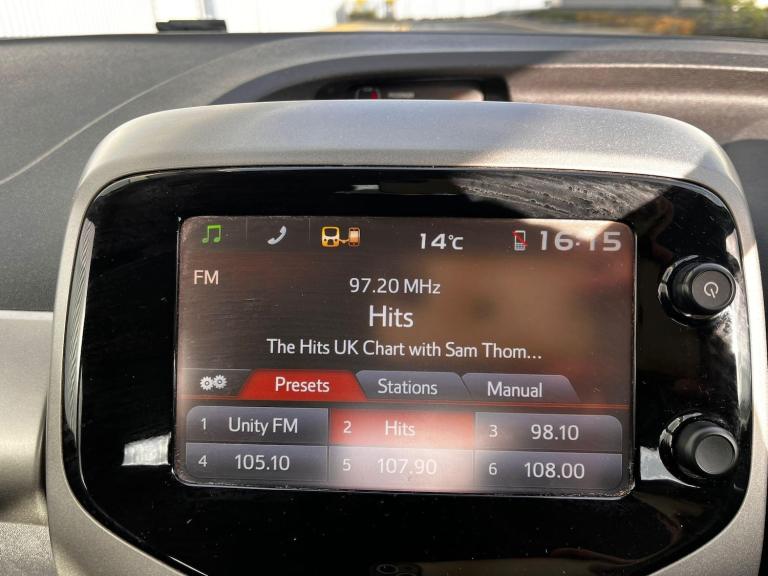 14°C 16:15
FM
97.20 MHz
Hits
The Hits UK Chart with Sam Thom...
Presets Stations Manual
1 Unity FM 2 Hits 3 98.10
4 105.10 5 107.90 6 108.00